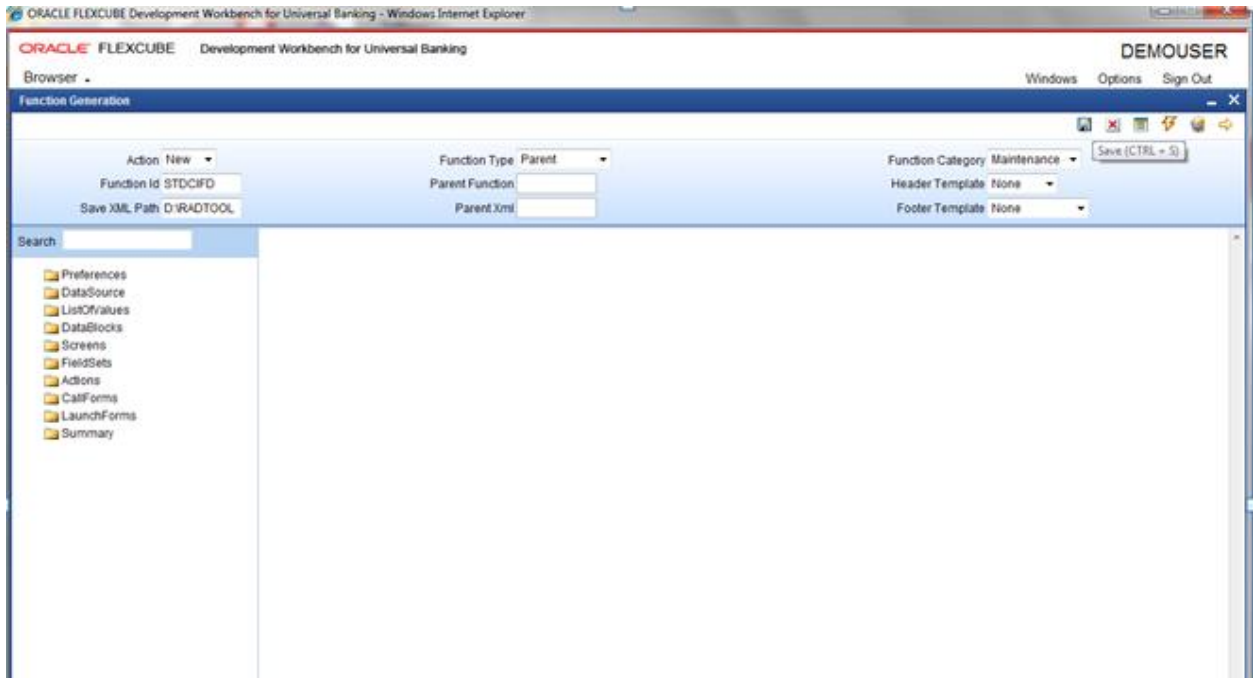 ORACLE FLEXCUBE Development Workbench for Universal Banking - Windows Internet Explorer
ORACLE FLEXCUBE Development Workbench for Universal Banking
DEMOUSER
Browser
Windows Options Sign Out
Function Generation
Save (CTRL + S)
Action New Function Type Parent Function Category Maintenance
Function Id STDCIFD Parent Function Header Template None
Save XML Path D:\RADTOOL Parent Xml Footer Template None
Search
Preferences
DataSource
ListOfValues
DataBlocks
Screens
FieldSets
Actions
CallForms
LaunchForms
Summary